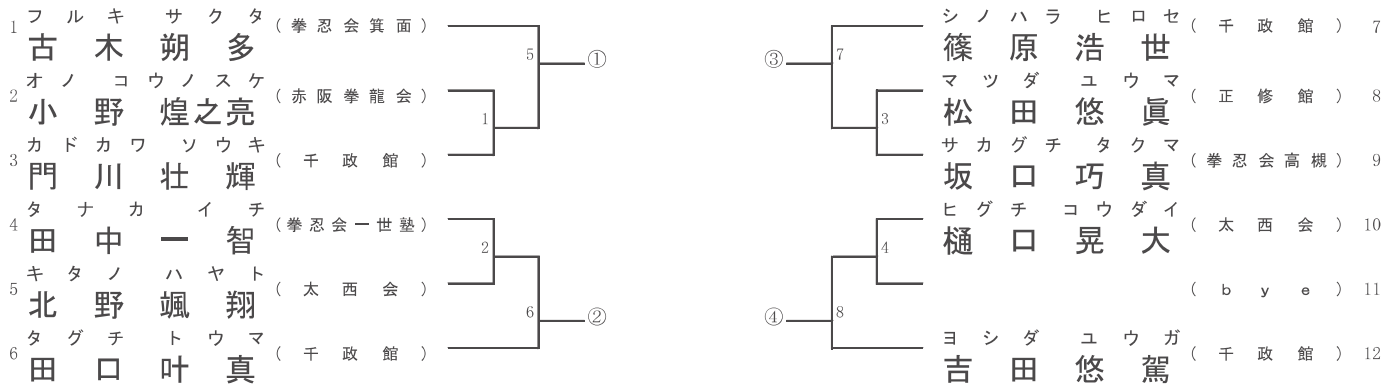 フルキ サクタ
1 古木 朔多 (拳忍会箕面)
オノ コウノスケ
2 小野 煌之亮 (赤阪拳龍会)
カドカワ ソウキ
3 門川 壮輝 (千政館)
タナカ イチ
4 田中 一智 (拳忍会一世塾)
キタノ ハヤト
5 北野 颯翔 (太西会)
タグチ トウマ
6 田口 叶真 (千政館)
5
①
1
2
6
②
③
7
3
4
④
8
シノハラ ヒロセ
篠原 浩世 (千政館) 7
マツダ ユウマ
松田 悠眞 (正修館) 8
サカグチ タクマ
坂口 巧真 (拳忍会高槻) 9
ヒグチ コウダイ
樋口 晃大 (太西会) 10
(bye) 11
ヨシダ ユウガ
吉田 悠駕 (千政館) 12